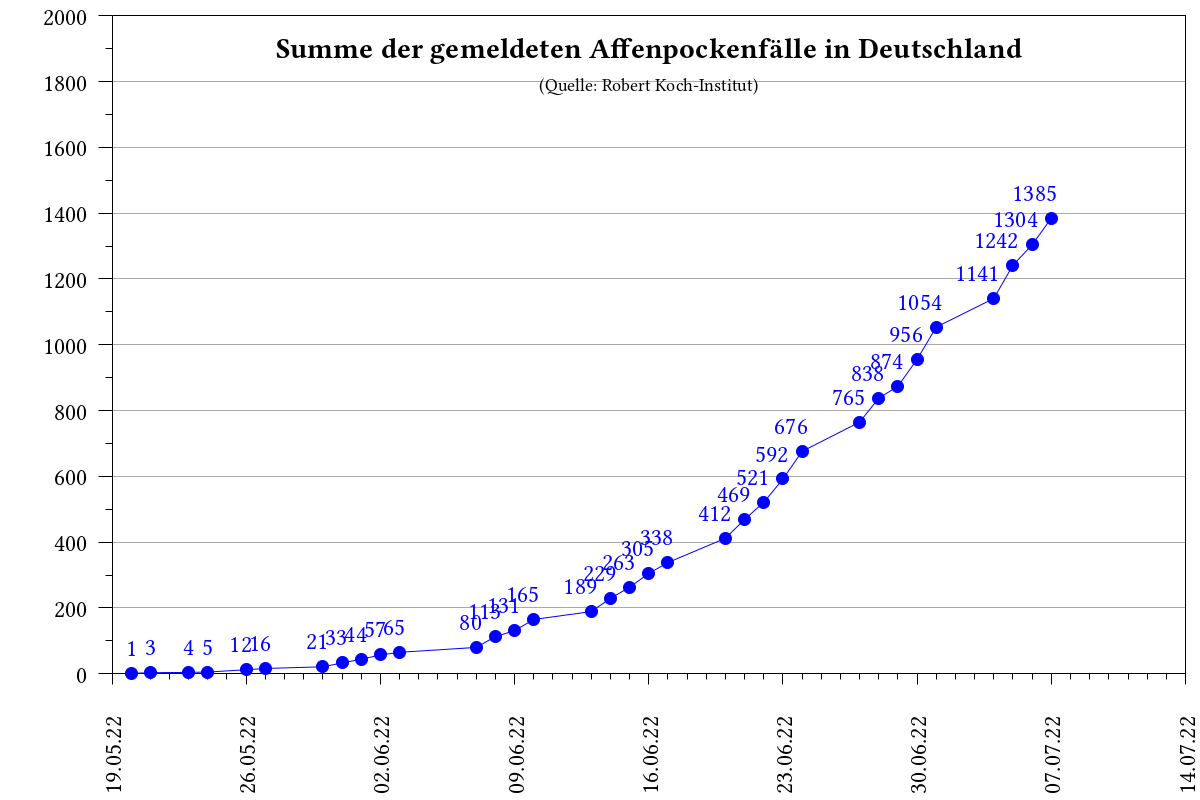 Summe der gemeldeten Affenpockenfälle in Deutschland
(Quelle: Robert Koch-Institut)
2000
1800
1600
1400
1200
1000
800
600
400
200
0
1 3 4 5 12 16 21 33 44 57 65 80 113 131 165 189 229 263 305 338 412 469 521 592 676 765 838 874 956 1054 1141 1242 1304 1385
19.05.22 26.05.22 02.06.22 09.06.22 16.06.22 23.06.22 30.06.22 07.07.22 14.07.22